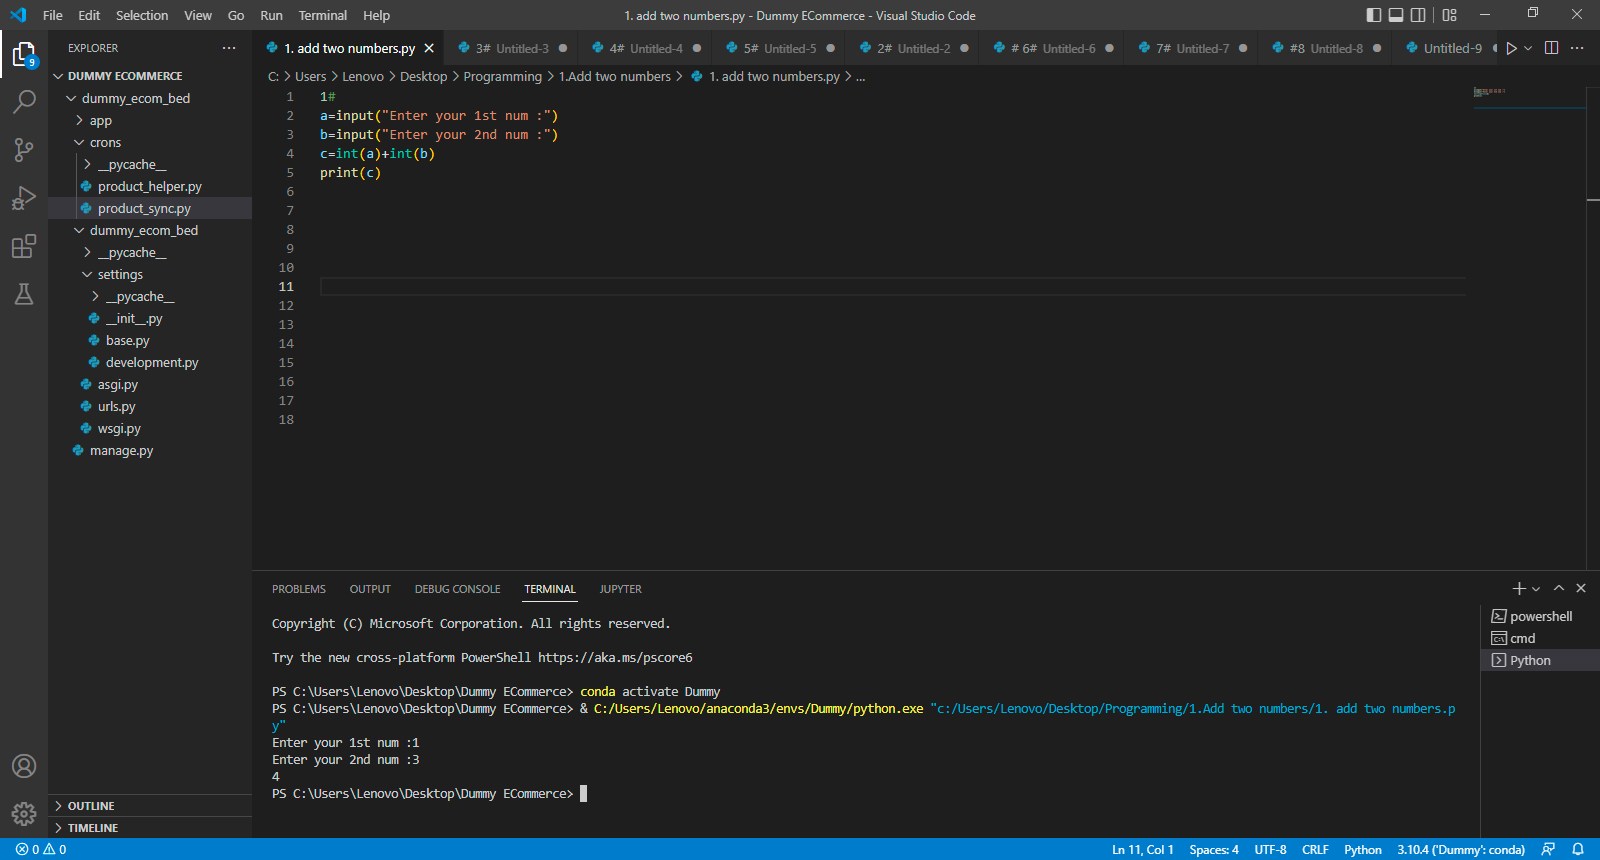 File Edit Selection View Go Run Terminal Help
1. add two numbers.py - Dummy ECommerce - Visual Studio Code
EXPLORER
9
DUMMY ECOMMERCE
dummy_ecom_bed
app
crons
__pycache__
product_helper.py
product_sync.py
dummy_ecom_bed
__pycache__
settings
__pycache__
__init__.py
base.py
development.py
asgi.py
urls.py
wsgi.py
manage.py
OUTLINE
TIMELINE
1. add two numbers.py 3# Untitled-3 4# Untitled-4 5# Untitled-5 2# Untitled-2 # 6# Untitled-6 7# Untitled-7 #8 Untitled-8 Untitled-9
C: > Users > Lenovo > Desktop > Programming > 1.Add two numbers > 1. add two numbers.py > ...
1 1#
2 a=input("Enter your 1st num :")
3 b=input("Enter your 2nd num :")
4 c=int(a)+int(b)
5 print(c)
6
7
8
9
10
11
12
13
14
15
16
17
18
PROBLEMS OUTPUT DEBUG CONSOLE TERMINAL JUPYTER
Copyright (C) Microsoft Corporation. All rights reserved.
Try the new cross-platform PowerShell https://aka.ms/pscore6
PS C:\Users\Lenovo\Desktop\Dummy ECommerce> conda activate Dummy
PS C:\Users\Lenovo\Desktop\Dummy ECommerce> & C:/Users/Lenovo/anaconda3/envs/Dummy/python.exe "c:/Users/Lenovo/Desktop/Programming/1.Add two numbers/1. add two numbers.p
y"
Enter your 1st num :1
Enter your 2nd num :3
4
PS C:\Users\Lenovo\Desktop\Dummy ECommerce>
powershell
cmd
Python
0 0
Ln 11, Col 1 Spaces: 4 UTF-8 CRLF Python 3.10.4 ('Dummy': conda)